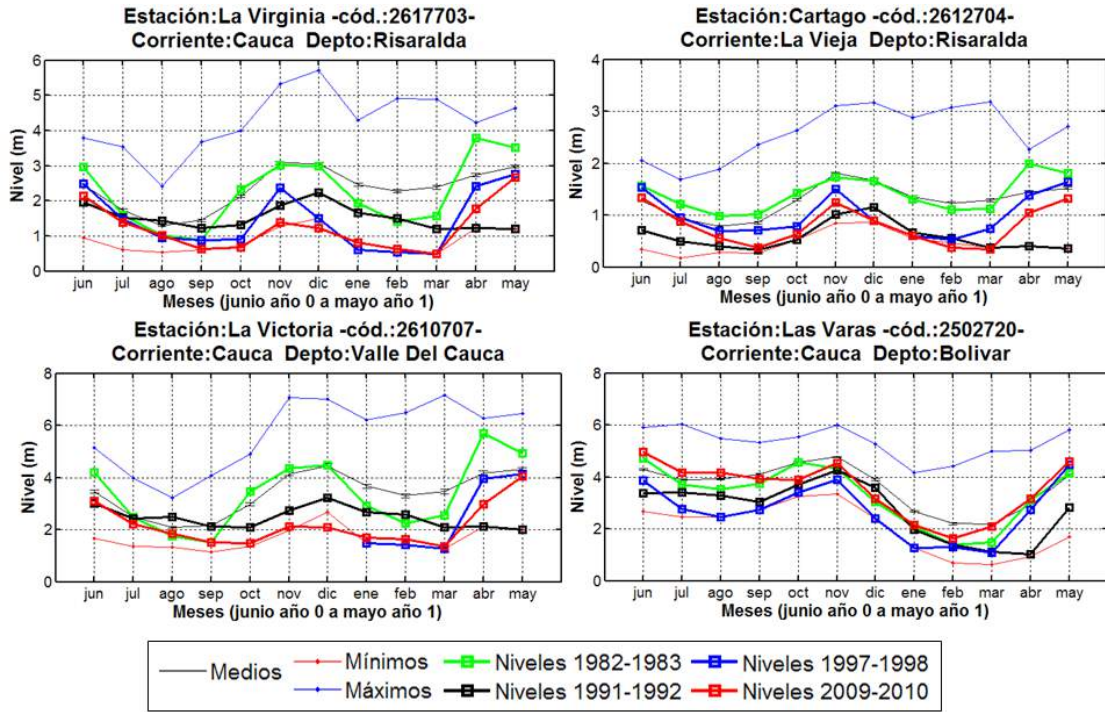 Estación:La Virginia -cód.:2617703-
Corriente:Cauca Depto:Risaralda
Nivel (m)
6
5
4
3
2
1
0
jun jul ago sep oct nov dic ene feb mar abr may
Meses (junio año 0 a mayo año 1)
Estación:Cartago -cód.:2612704-
Corriente:La Vieja Depto:Risaralda
Nivel (m)
4
3
2
1
0
jun jul ago sep oct nov dic ene feb mar abr may
Meses (junio año 0 a mayo año 1)
Estación:La Victoria -cód.:2610707-
Corriente:Cauca Depto:Valle Del Cauca
Nivel (m)
8
6
4
2
0
jun jul ago sep oct nov dic ene feb mar abr may
Meses (junio año 0 a mayo año 1)
Estación:Las Varas -cód.:2502720-
Corriente:Cauca Depto:Bolivar
Nivel (m)
8
6
4
2
0
jun jul ago sep oct nov dic ene feb mar abr may
Meses (junio año 0 a mayo año 1)
Medios
Mínimos
Máximos
Niveles 1982-1983
Niveles 1991-1992
Niveles 1997-1998
Niveles 2009-2010